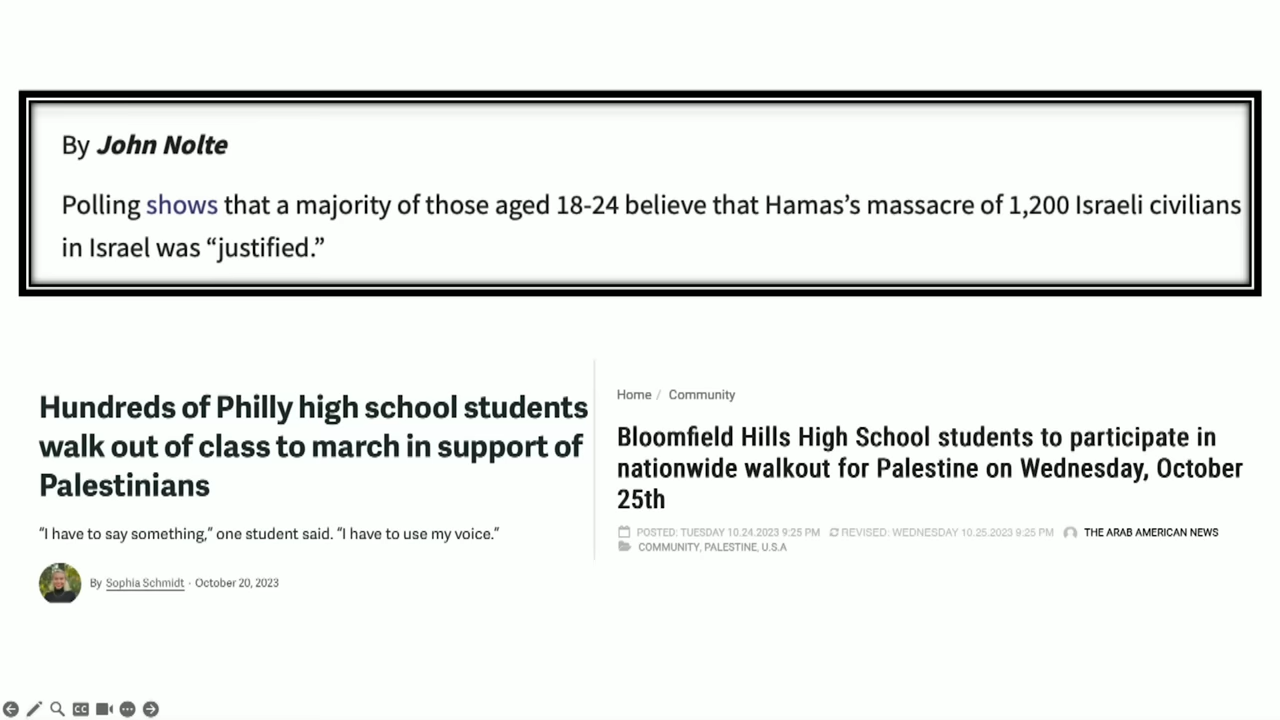 By John Nolte
Polling shows that a majority of those aged 18-24 believe that Hamas’s massacre of 1,200 Israeli civilians
in Israel was “justified.”
Hundreds of Philly high school students
walk out of class to march in support of
Palestinians
“I have to say something,” one student said. “I have to use my voice.”
By Sophia Schmidt · October 20, 2023
Home / Community
Bloomfield Hills High School students to participate in
nationwide walkout for Palestine on Wednesday, October
25th
POSTED: TUESDAY 10.24.2023 9:25 PM REVISED: WEDNESDAY 10.25.2023 9:25 PM THE ARAB AMERICAN NEWS
COMMUNITY, PALESTINE, U.S.A
CC